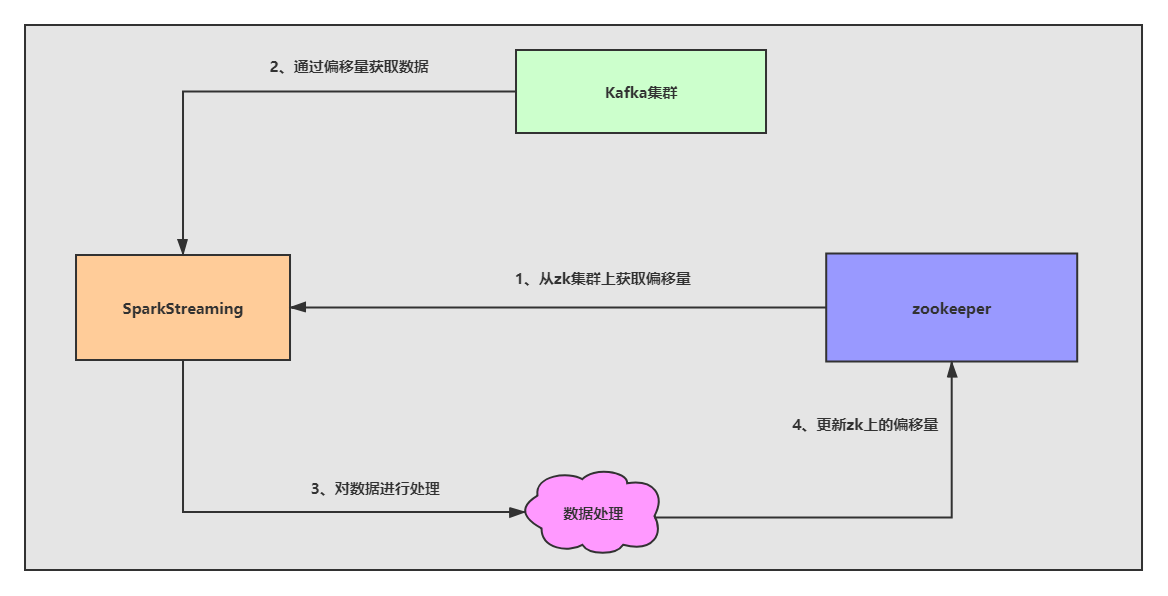 2、通过偏移量获取数据
Kafka集群
1、从zk集群上获取偏移量
SparkStreaming
zookeeper
4、更新zk上的偏移量
3、对数据进行处理
数据处理